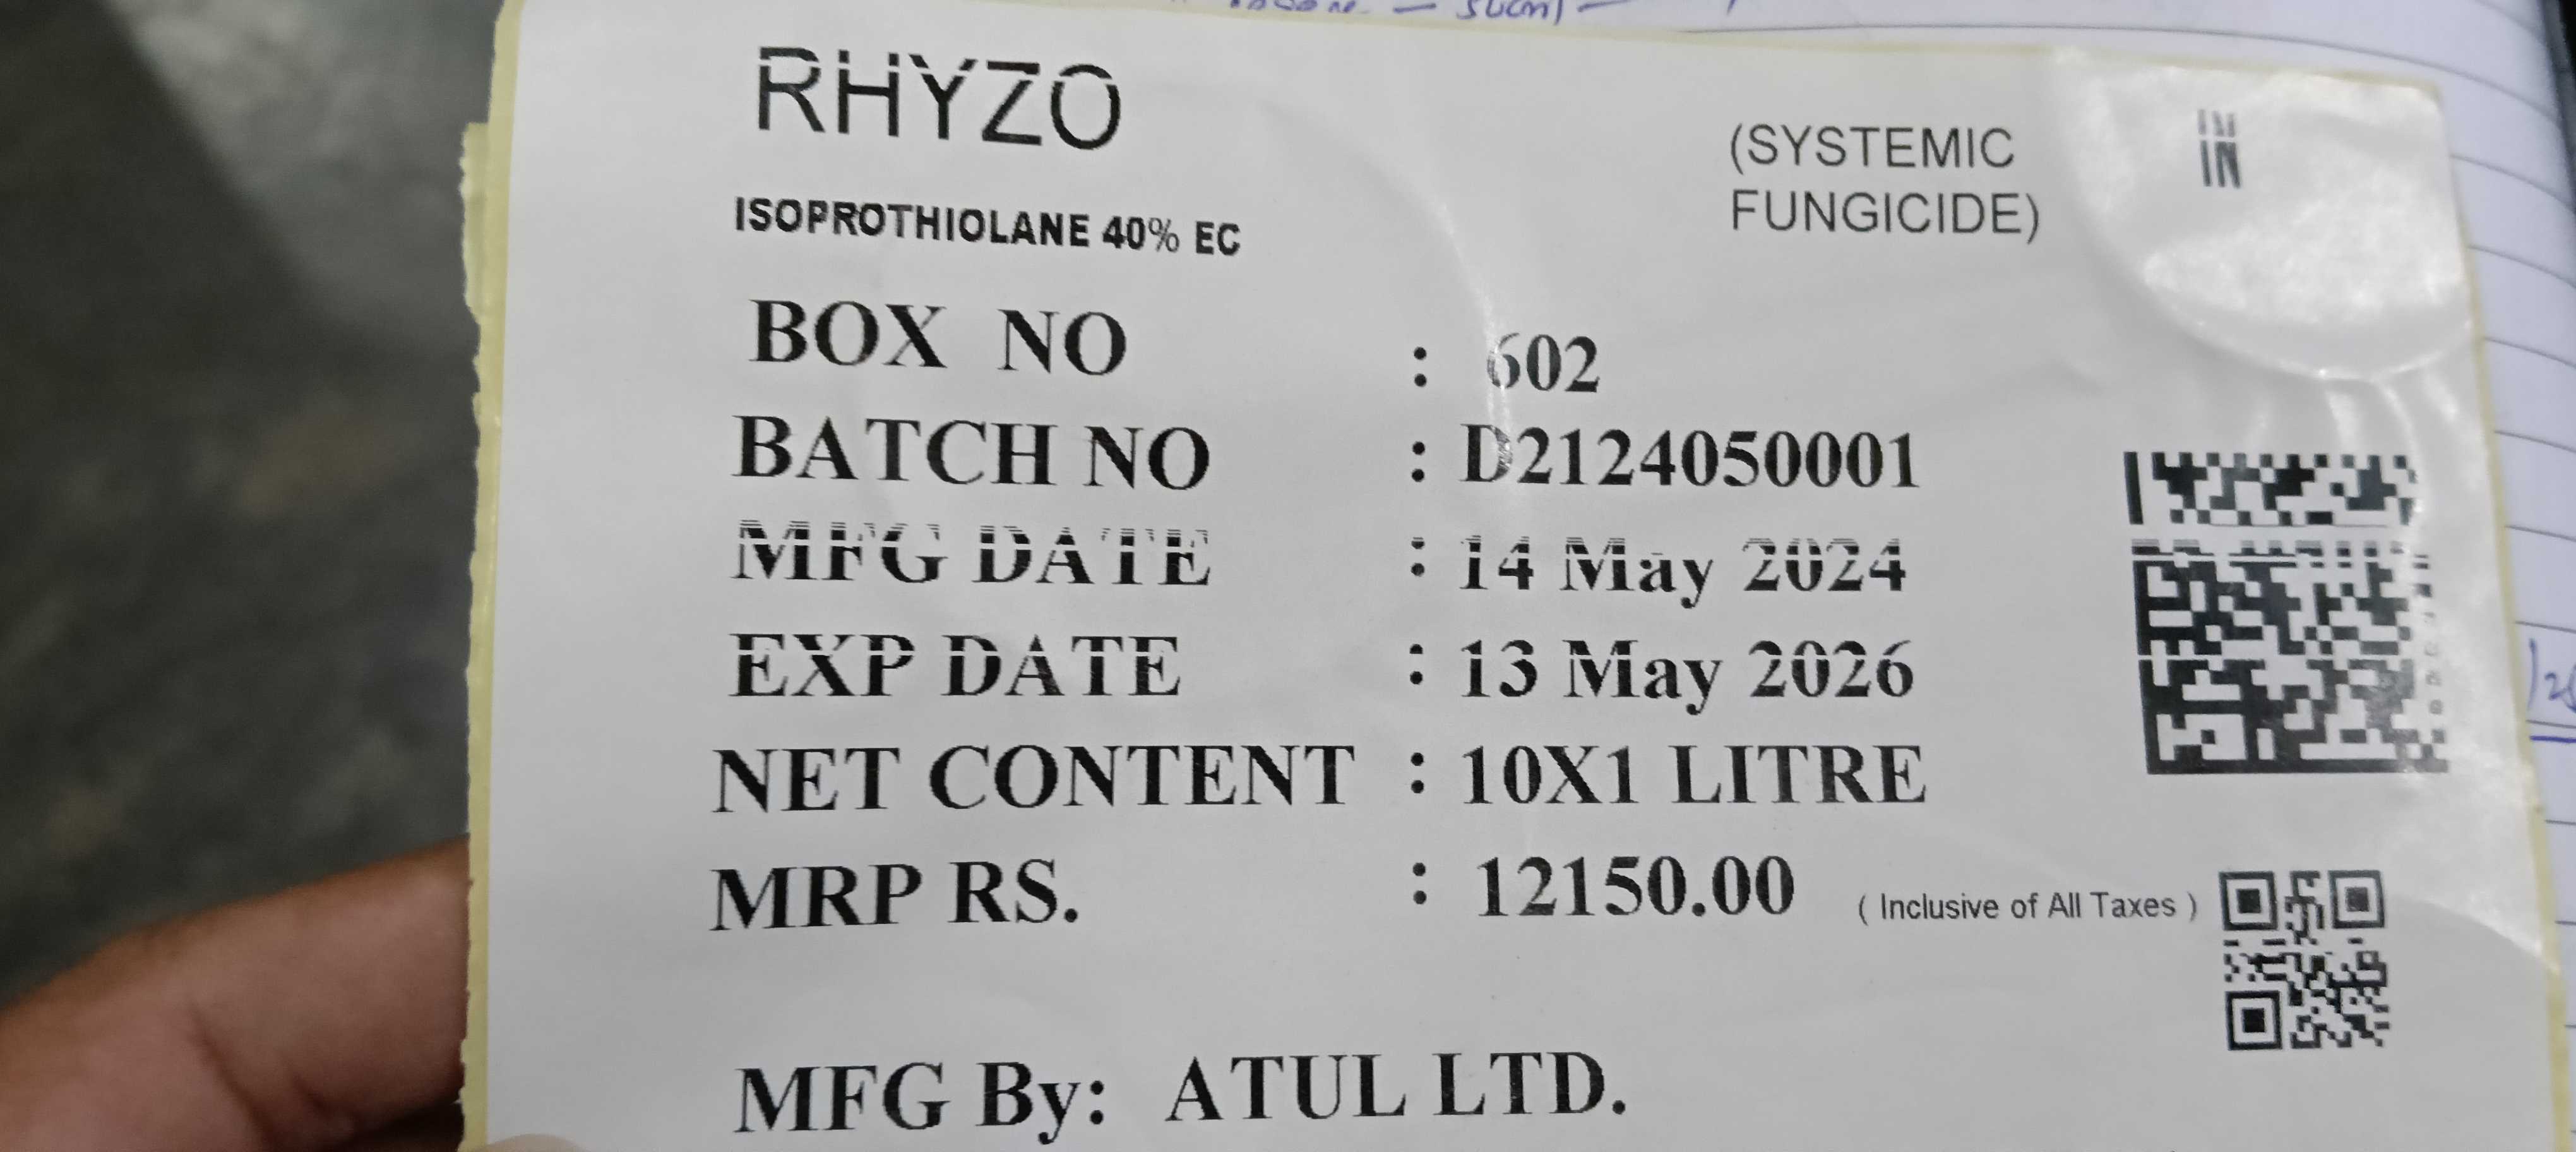 RHYZO
(SYSTEMIC
FUNGICIDE)
IN
ISOPROTHIOLANE 40% EC
BOX NO : 602
BATCH NO : D2124050001
MFG DATE : 14 May 2024
EXP DATE : 13 May 2026
NET CONTENT : 10X1 LITRE
MRP RS. : 12150.00 ( Inclusive of All Taxes )
MFG By: ATUL LTD.